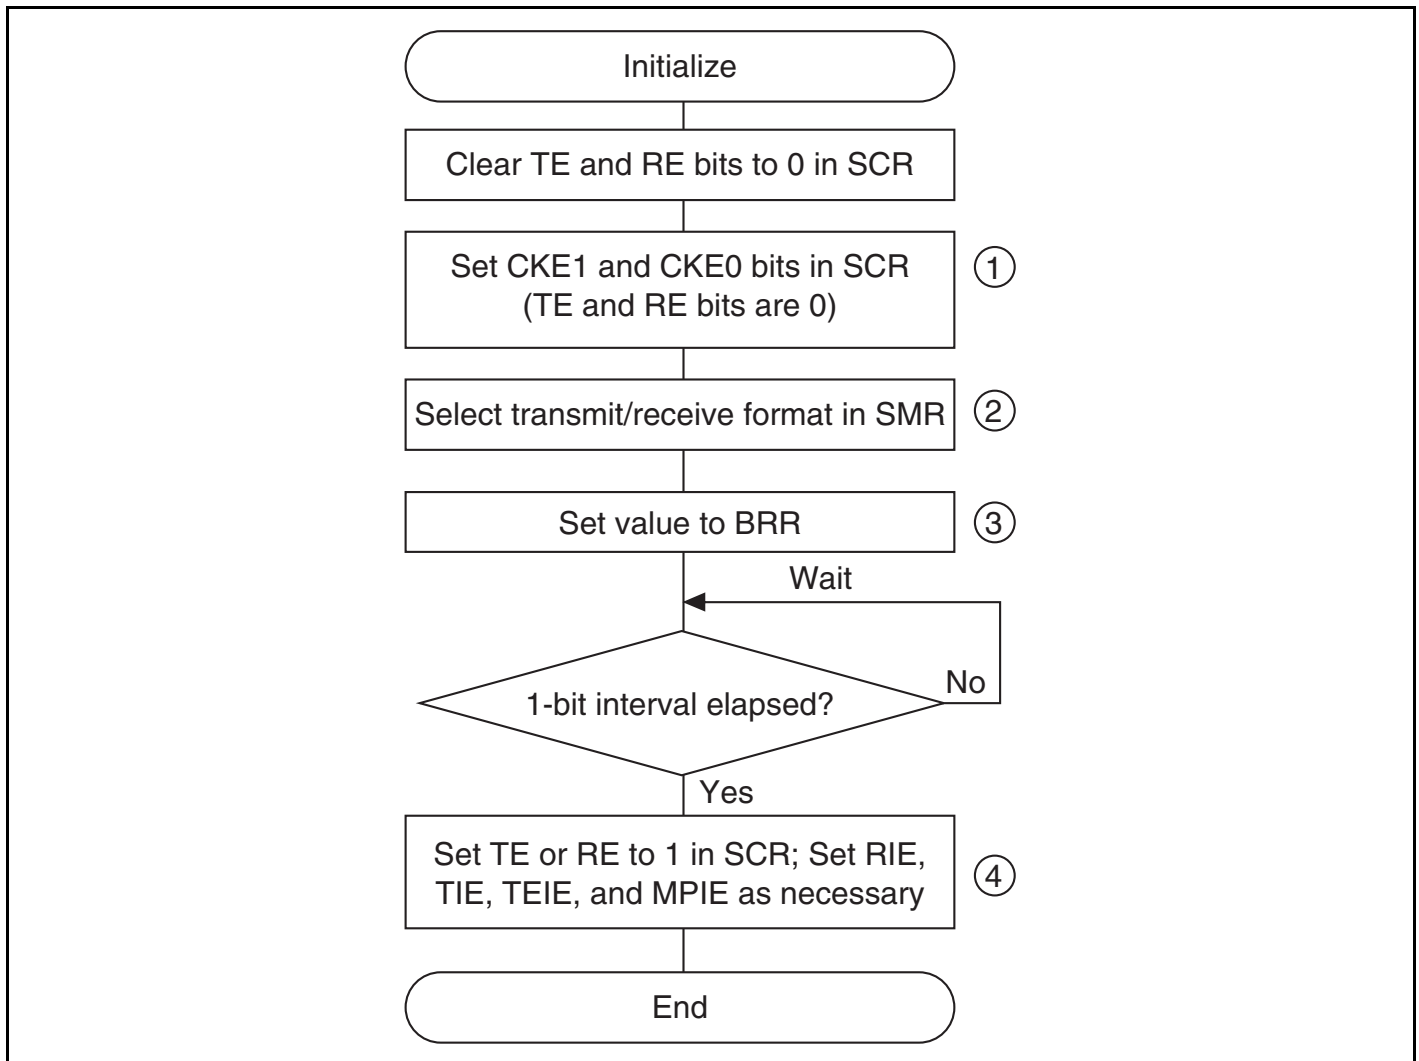 Initialize
Clear TE and RE bits to 0 in SCR
Set CKE1 and CKE0 bits in SCR
(TE and RE bits are 0)
1
Select transmit/receive format in SMR
2
Set value to BRR
3
Wait
1-bit interval elapsed?
No
Yes
Set TE or RE to 1 in SCR; Set RIE,
TIE, TEIE, and MPIE as necessary
4
End